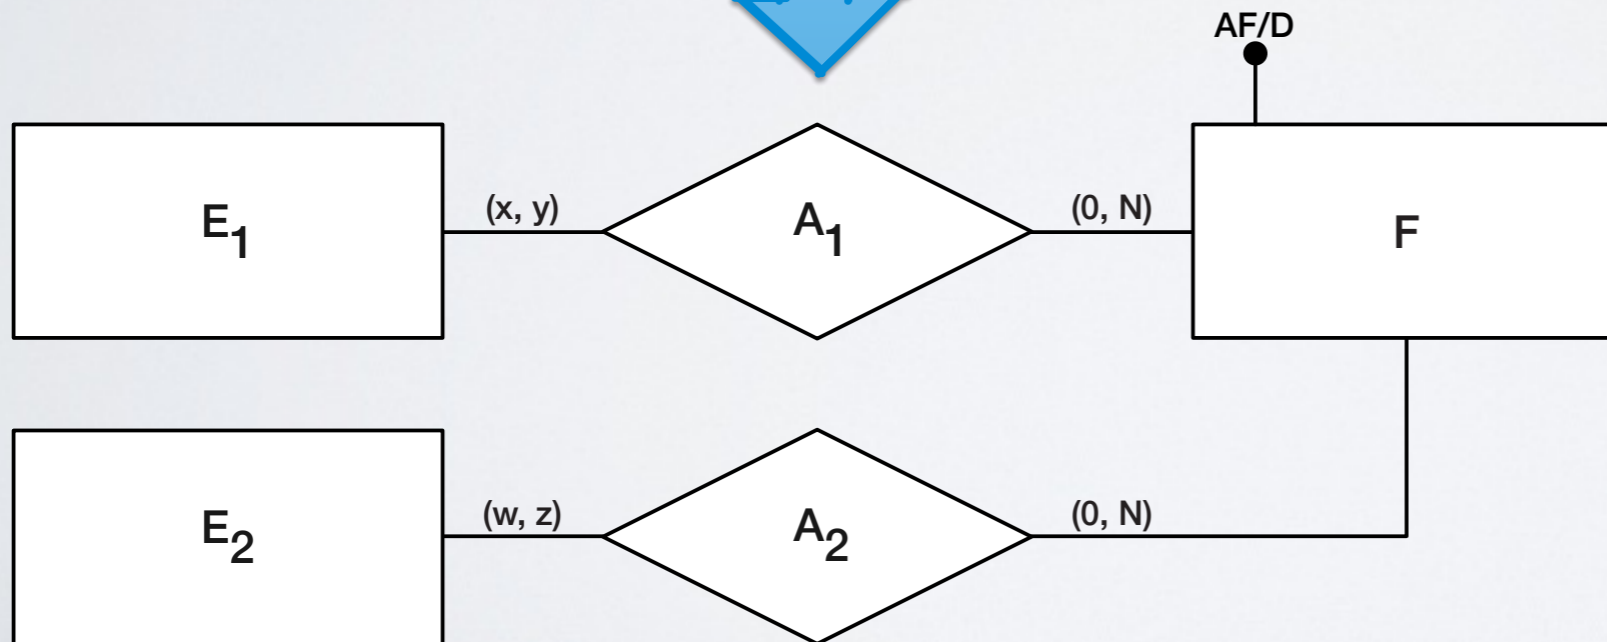 AF/D
E1 (x, y) A1 (0, N) F
E2 (w, z) A2 (0, N)